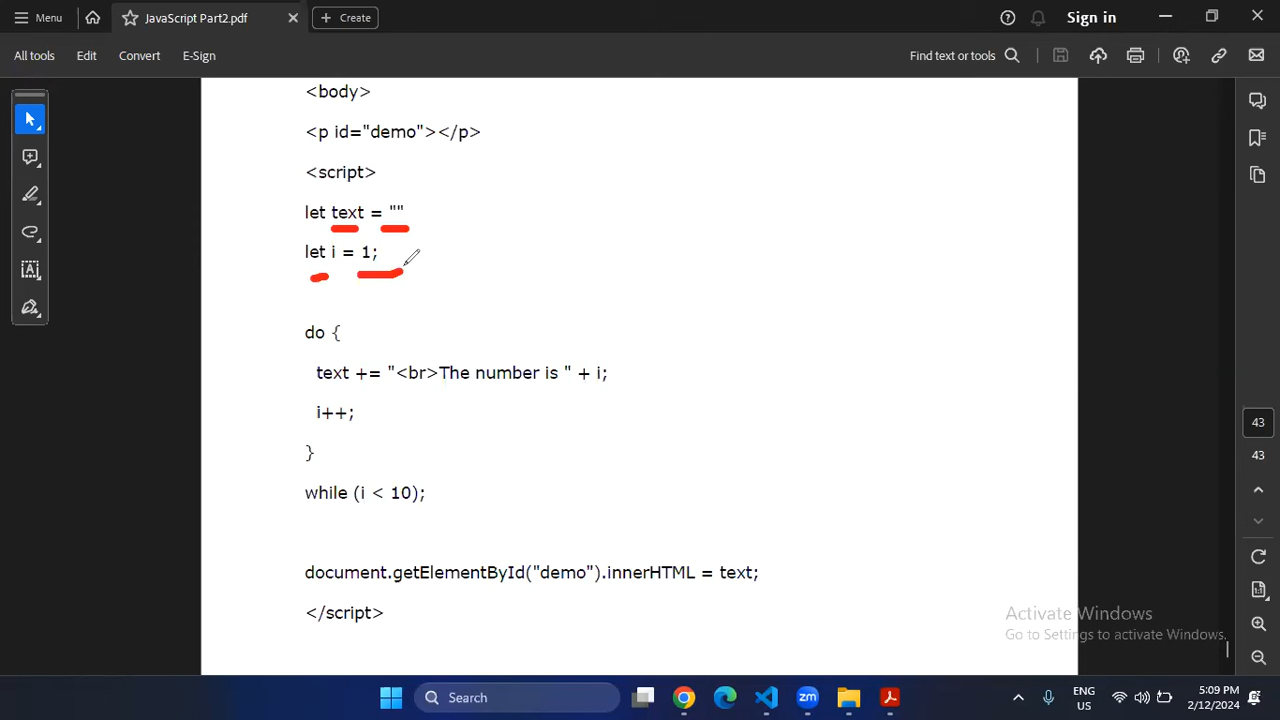 Menu
JavaScript Part2.pdf
Create
Sign in
All tools
Edit
Convert
E-Sign
Find text or tools
<body>
<p id="demo"></p>
<script>
let text = ""
let i = 1;
do {
text += "<br>The number is " + i;
i++;
}
while (i < 10);
document.getElementById("demo").innerHTML = text;
</script>
43
43
Activate Windows
Go to Settings to activate Windows.
Search
zm
ENG
US
5:09 PM
2/12/2024